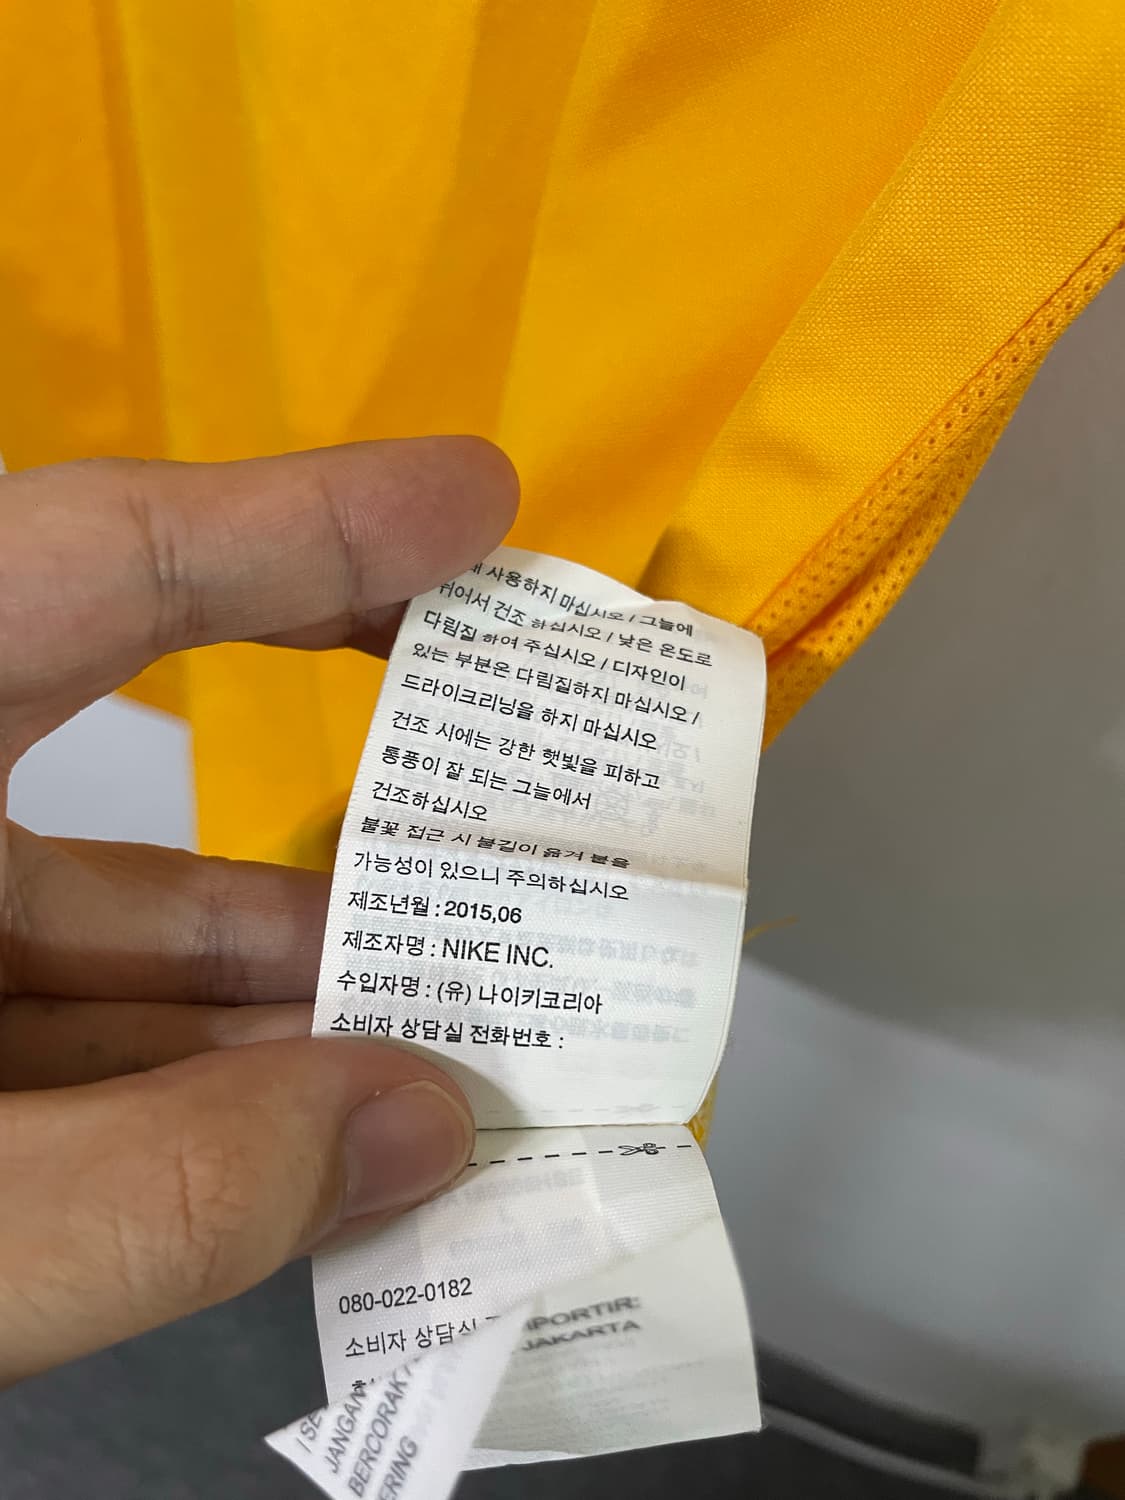 사용하지 마십시오 / 그늘에
뉘어서 건조 하십시오 / 낮은 온도로
다림질 하여 주십시오 / 디자인이
있는 부분은 다림질하지 마십시오 /
드라이크리닝을 하지 마십시오
건조 시에는 강한 햇빛을 피하고
통풍이 잘 되는 그늘에서
건조하십시오
불꽃 접근 시 불길이 옮겨 붙을
가능성이 있으니 주의하십시오
제조년월 : 2015,06
제조자명 : NIKE INC.
수입자명 : (유) 나이키코리아
소비자 상담실 전화번호 :
080-022-0182
소비자 상담실
JAKARTA
BERCORAK